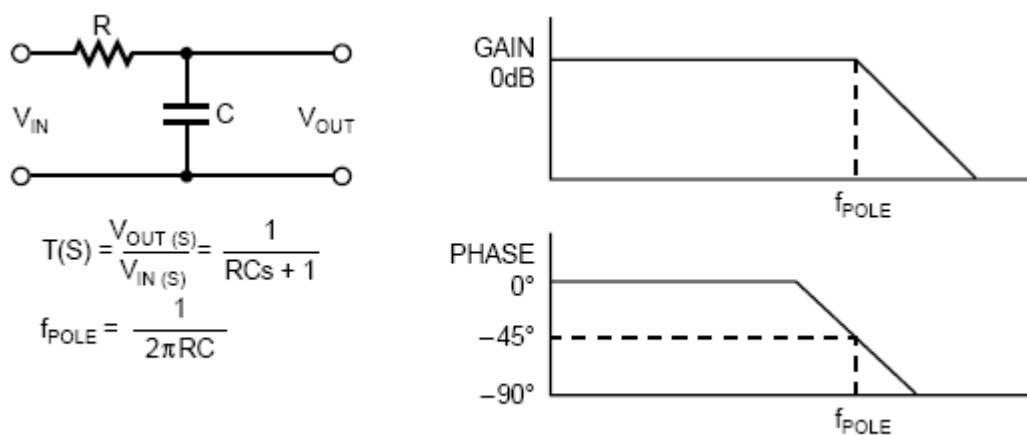 R
V_IN
C
V_OUT
T(S) = V_OUT (S) / V_IN (S) = 1 / RCs + 1
f_POLE = 1 / 2πRC
GAIN
0dB
f_POLE
PHASE
0°
−45°
−90°
f_POLE